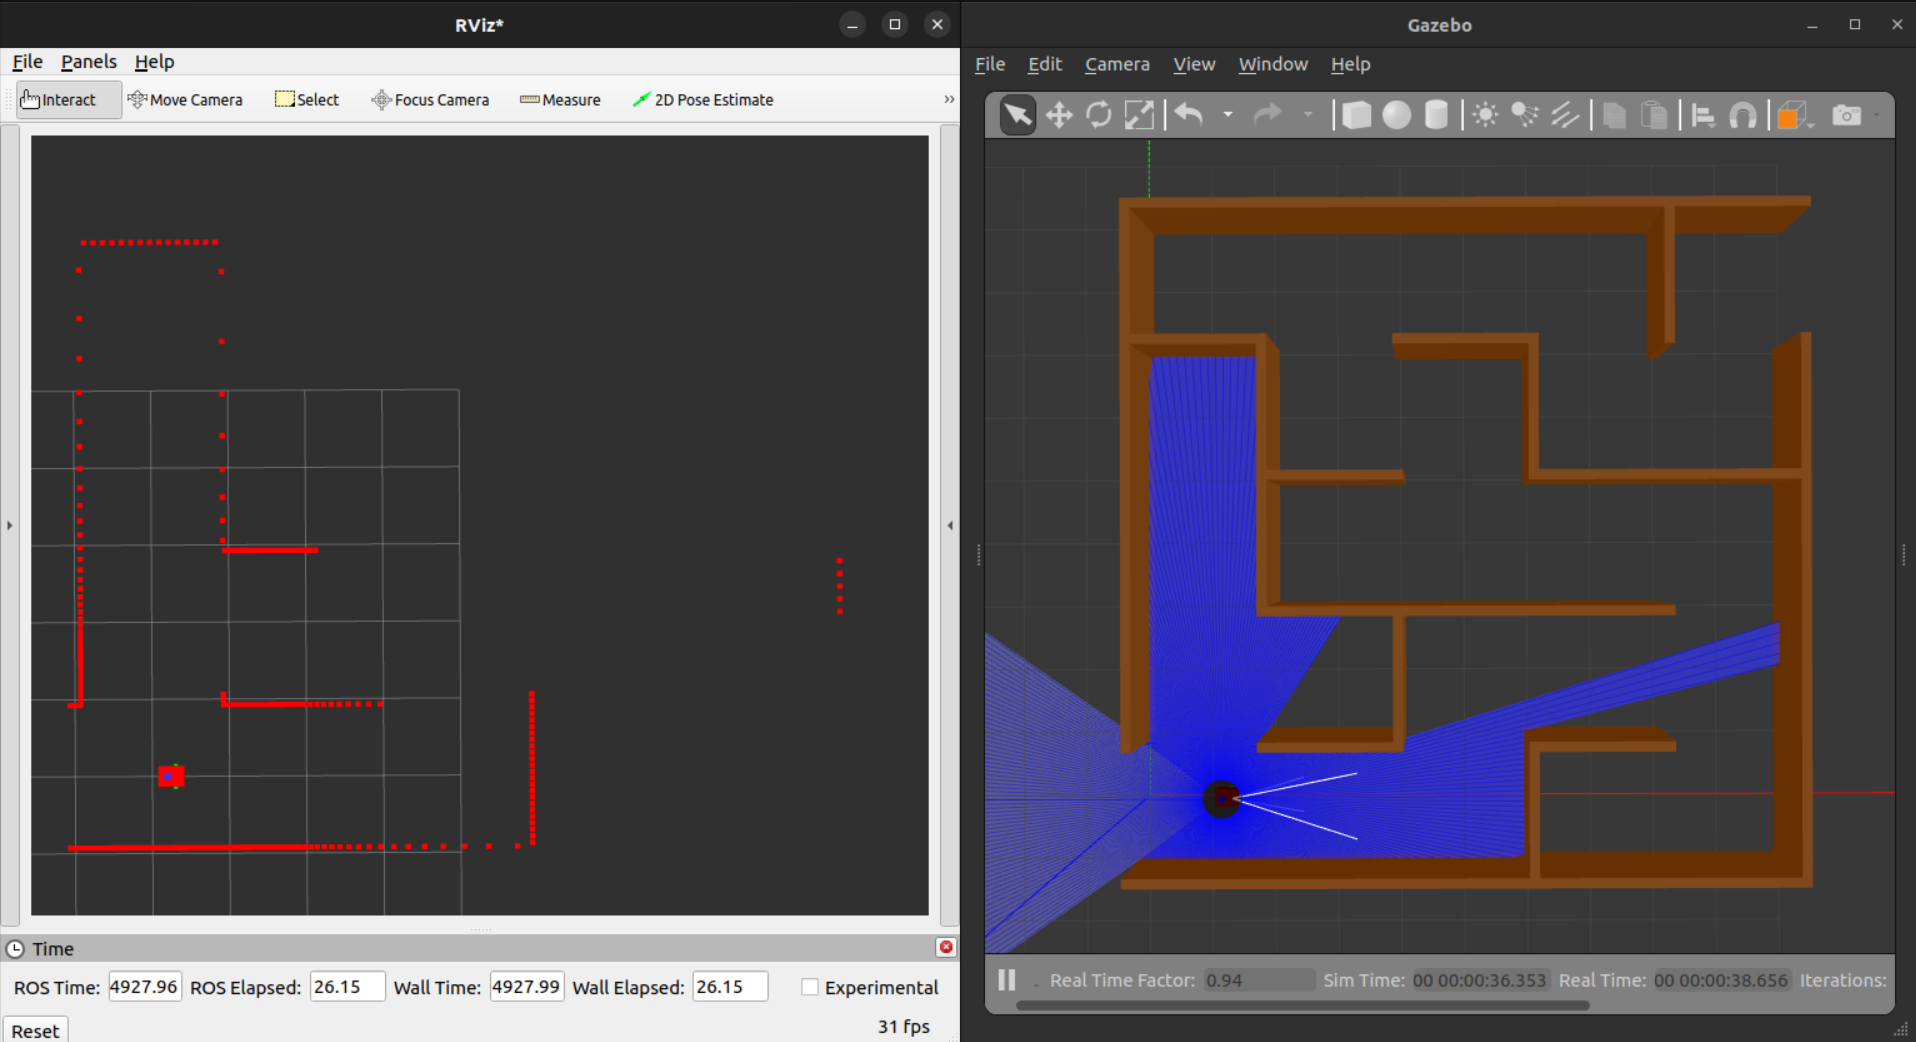 RViz*
File Panels Help
Interact Move Camera Select Focus Camera Measure 2D Pose Estimate »
Time
ROS Time: 4927.96 ROS Elapsed: 26.15 Wall Time: 4927.99 Wall Elapsed: 26.15 Experimental
Reset 31 fps
Gazebo
File Edit Camera View Window Help
Real Time Factor: 0.94 Sim Time: 00 00:00:36.353 Real Time: 00 00:00:38.656 Iterations: